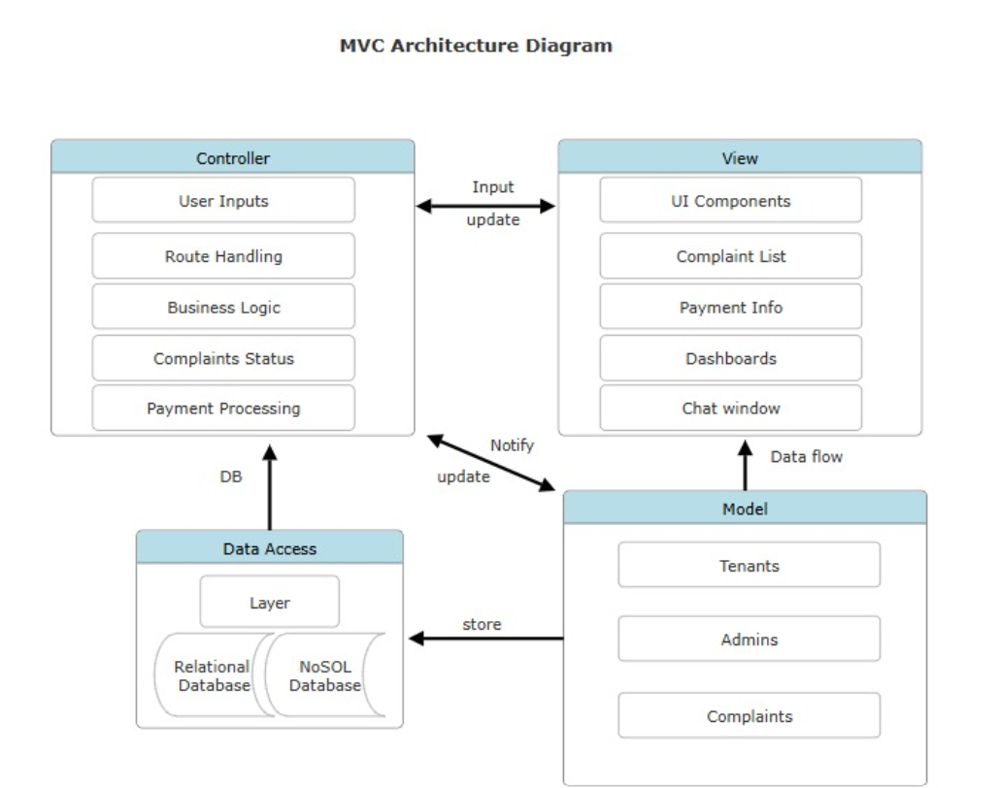 MVC Architecture Diagram
Controller
User Inputs
Route Handling
Business Logic
Complaints Status
Payment Processing
Input
update
View
UI Components
Complaint List
Payment Info
Dashboards
Chat window
Notify
update
Data flow
DB
Data Access
Layer
Relational
Database
NoSOL
Database
store
Model
Tenants
Admins
Complaints